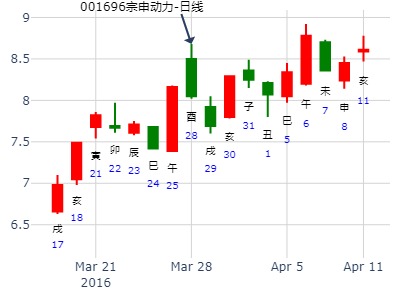 001696宗申动力-日线
9
8.5
8
7.5
7
6.5
戌
17
亥
18
寅
21
卯
22
辰
23
巳
24
午
25
酉
28
戌
29
亥
30
子
31
丑
1
巳
5
午
6
未
7
申
8
亥
11
Mar 21
2016
Mar 28
Apr 5
Apr 11